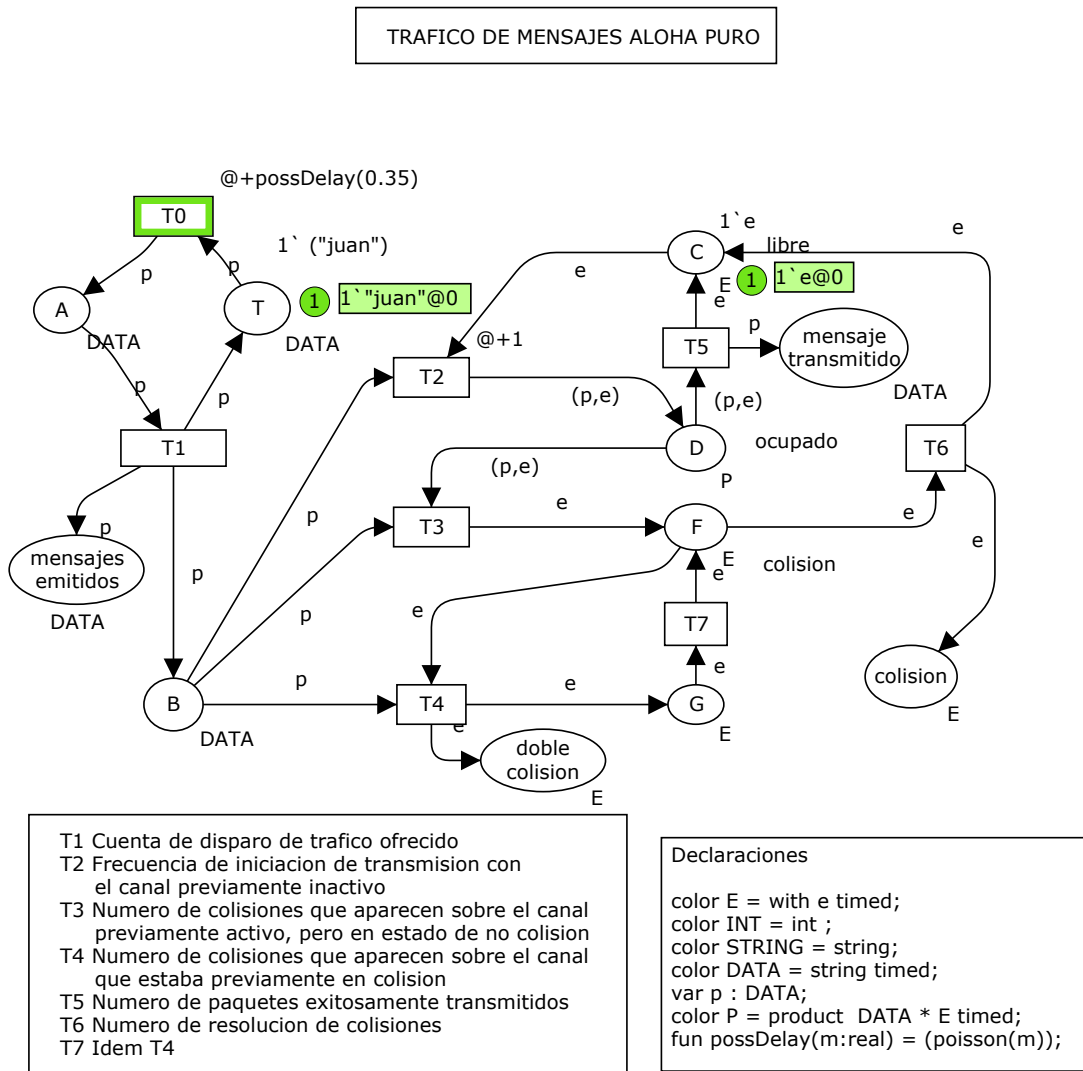 TRAFICO DE MENSAJES ALOHA PURO
@+possDelay(0.35)
T0
1` ("juan")
p
p
A
DATA
T
1
1`"juan"@0
DATA
p
p
T1
p
mensajes
emitidos
DATA
p
B
DATA
1`e
C
libre
E
1
1`e@0
e
e
e
@+1
T2
(p,e)
T5
p
mensaje
transmitido
DATA
(p,e)
D
ocupado
P
T6
(p,e)
p
T3
e
F
E
colision
e
e
e
p
e
T7
e
colision
E
p
T4
e
e
G
E
doble
colision
E
T1 Cuenta de disparo de trafico ofrecido
T2 Frecuencia de iniciacion de transmision con
el canal previamente inactivo
T3 Numero de colisiones que aparecen sobre el canal
previamente activo, pero en estado de no colision
T4 Numero de colisiones que aparecen sobre el canal
que estaba previamente en colision
T5 Numero de paquetes exitosamente transmitidos
T6 Numero de resolucion de colisiones
T7 Idem T4
Declaraciones
color E = with e timed;
color INT = int ;
color STRING = string;
color DATA = string timed;
var p : DATA;
color P = product  DATA * E timed;
fun possDelay(m:real) = (poisson(m));